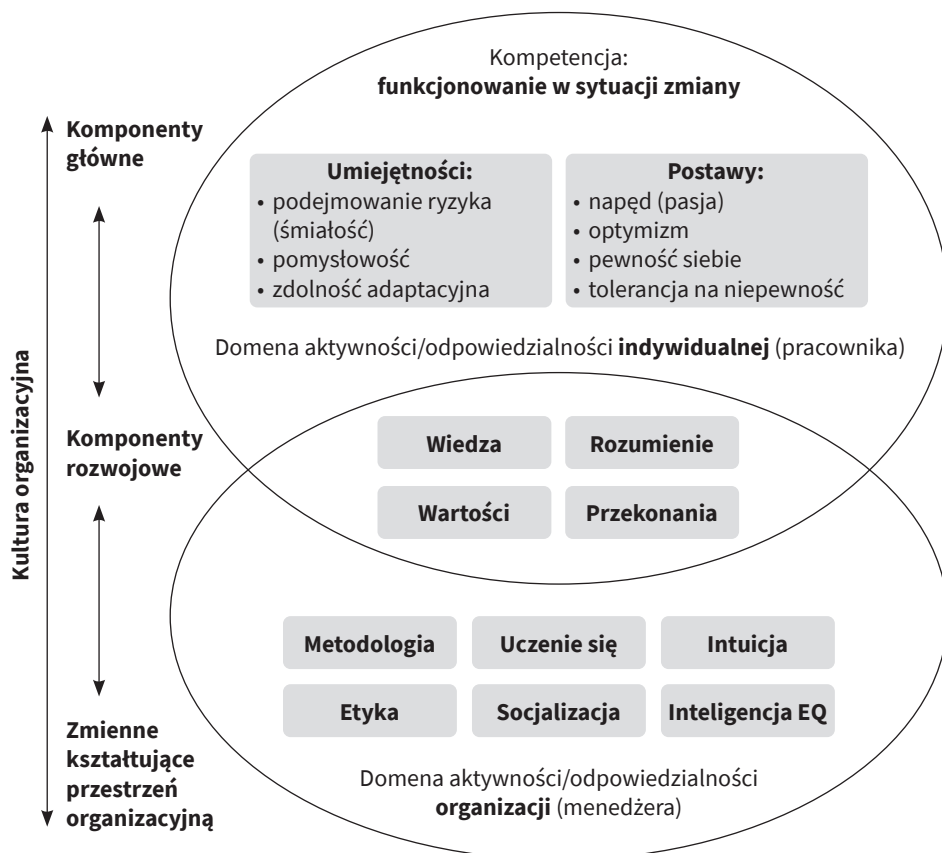 Kompetencja:
funkcjonowanie w sytuacji zmiany
Kultura organizacyjna
Komponenty
główne
Umiejętności:
• podejmowanie ryzyka
(śmiałość)
• pomysłowość
• zdolność adaptacyjna
Postawy:
• napęd (pasja)
• optymizm
• pewność siebie
• tolerancja na niepewność
Domena aktywności/odpowiedzialności indywidualnej (pracownika)
Komponenty
rozwojowe
Wiedza
Rozumienie
Wartości
Przekonania
Metodologia
Uczenie się
Intuicja
Etyka
Socjalizacja
Inteligencja EQ
Zmienne
kształtujące
przestrzeń
organizacyjną
Domena aktywności/odpowiedzialności
organizacji (menedżera)